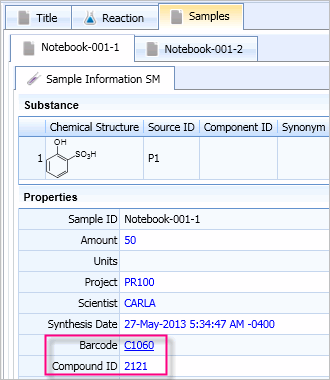 Title Reaction Samples
Notebook-001-1 Notebook-001-2
Sample Information SM
Substance
Chemical Structure Source ID Component ID Synonym
1 OH SO₃H P1
Properties
Sample ID Notebook-001-1
Amount 50
Units
Project PR100
Scientist CARLA
Synthesis Date 27-May-2013 5:34:47 AM -0400
Barcode C1060
Compound ID 2121